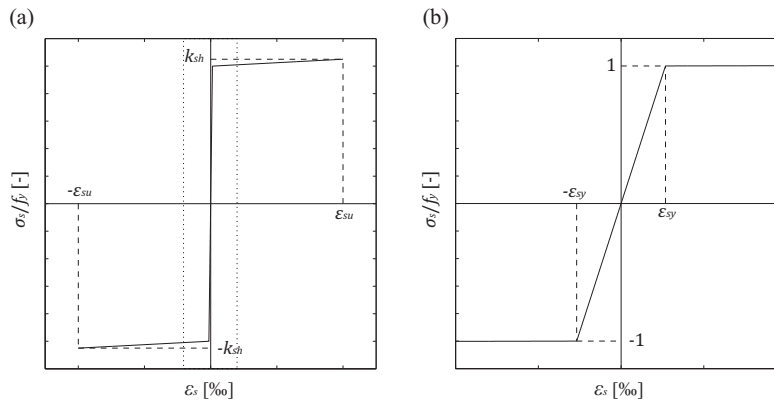 (a)
(b)
k_sh
1
σ_s/f_y [-]
-ε_su
ε_su
σ_s/f_y [-]
-ε_sy
ε_sy
-k_sh
-1
ε_s [‰]
ε_s [‰]